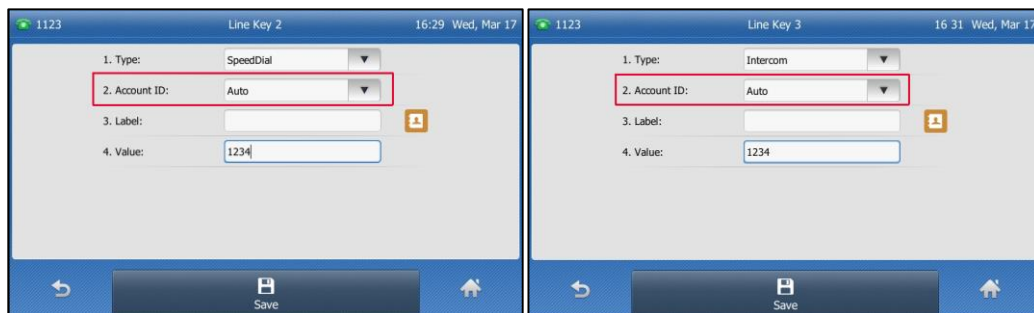 1123 Line Key 2 16:29 Wed, Mar 17
1. Type: SpeedDial
2. Account ID: Auto
3. Label:
4. Value: 1234
Save
1123 Line Key 3 16 31 Wed, Mar 17
1. Type: Intercom
2. Account ID: Auto
3. Label:
4. Value: 1234
Save